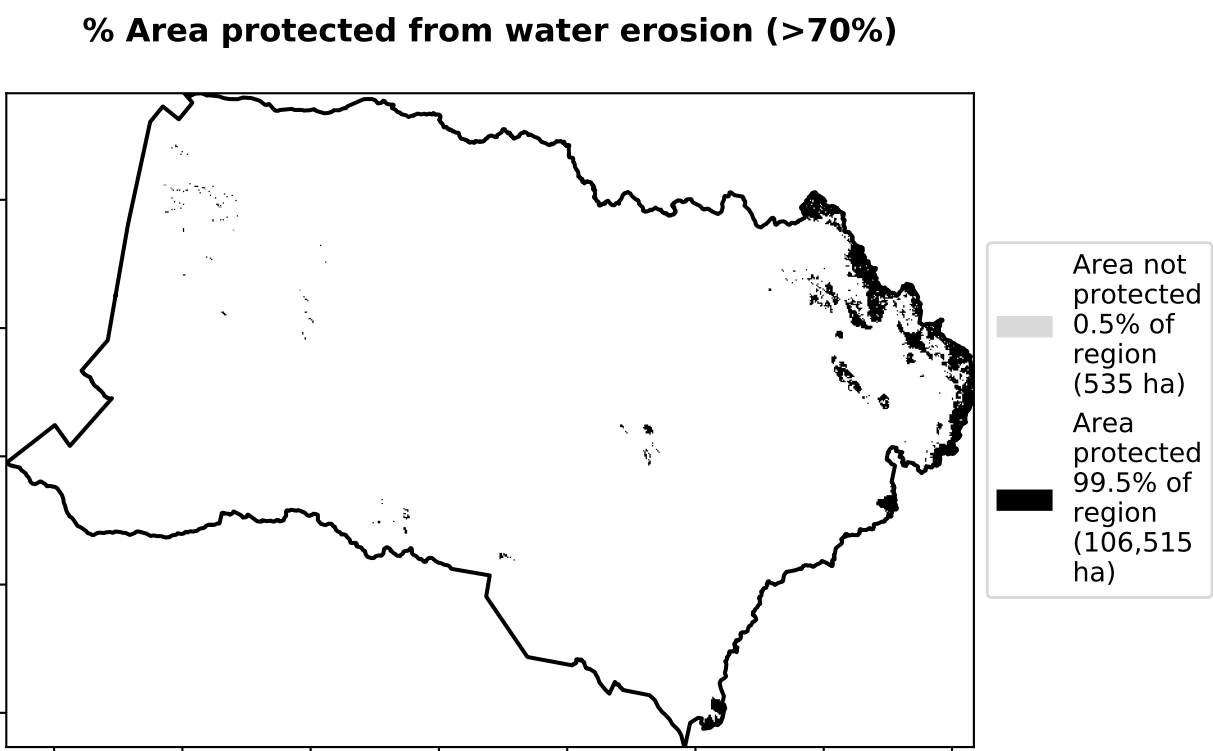 % Area protected from water erosion (>70%)
Area not
protected
0.5% of
region
(535 ha)
Area
protected
99.5% of
region
(106,515
ha)